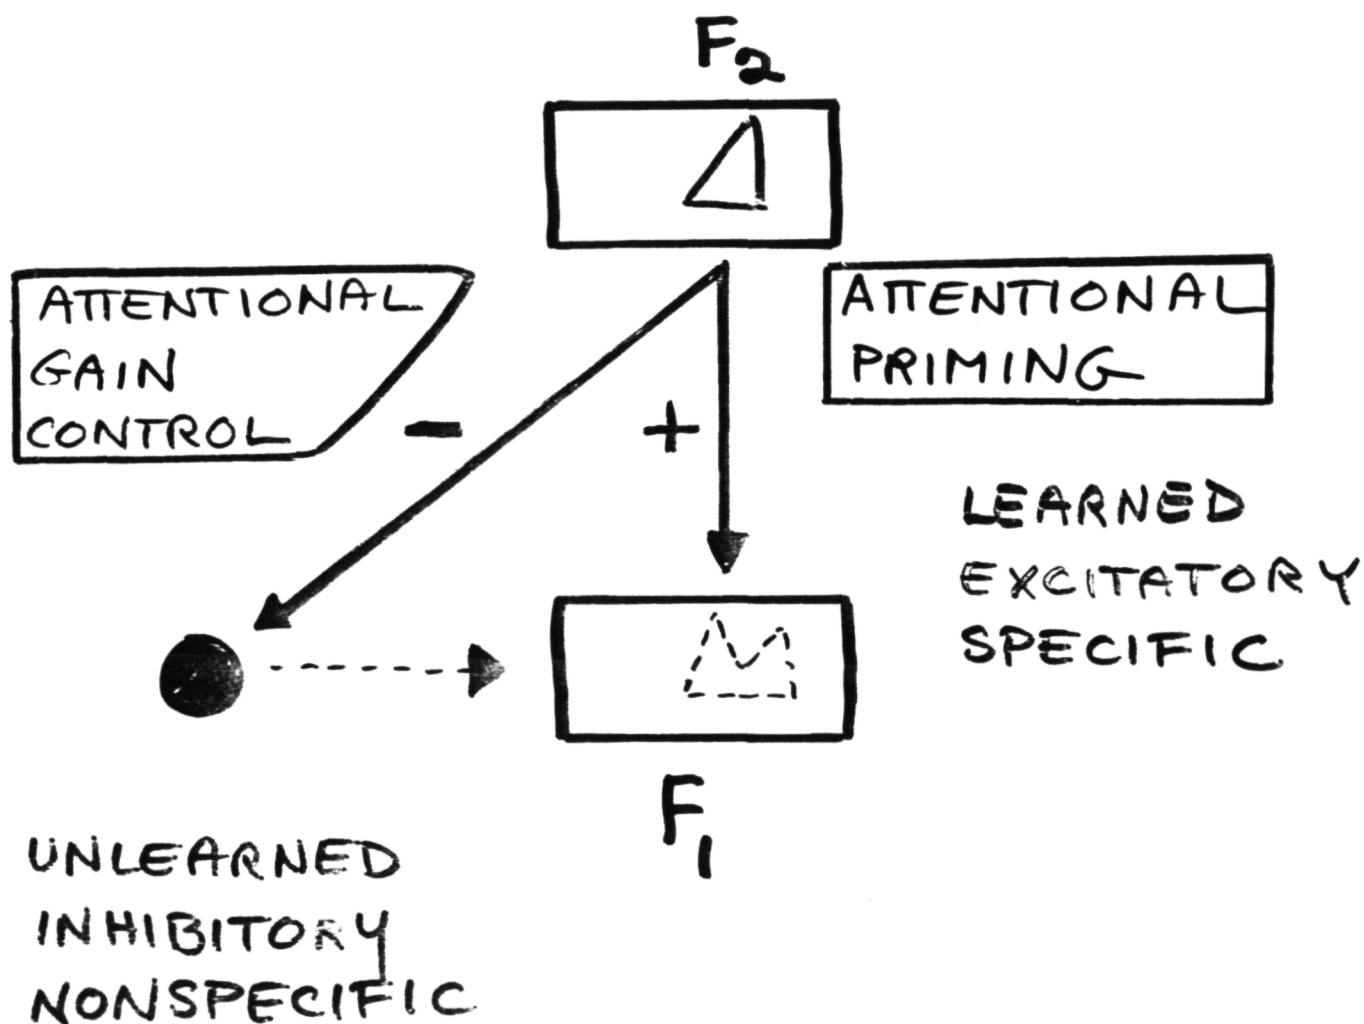 F2
ATTENTIONAL
GAIN
CONTROL
-
+
ATTENTIONAL
PRIMING
LEARNED
EXCITATORY
SPECIFIC
F1
UNLEARNED
INHIBITORY
NONSPECIFIC